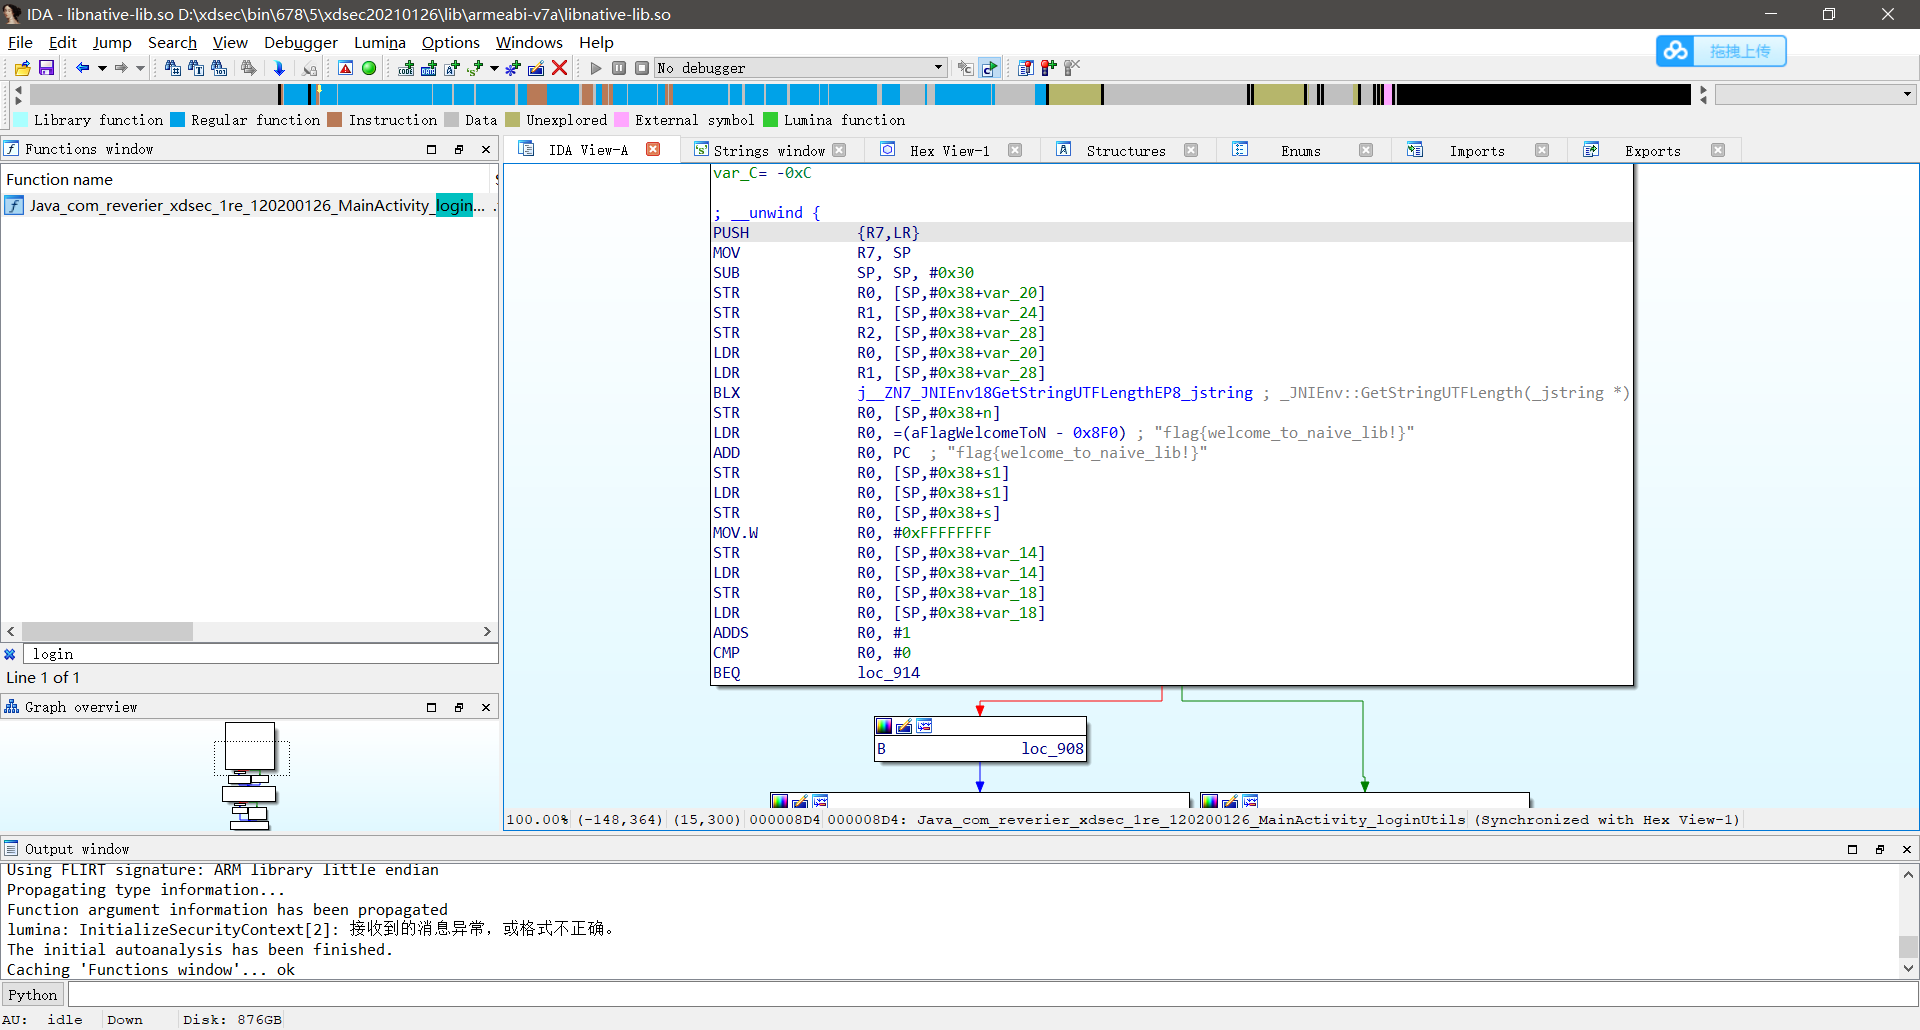 IDA - libnative-lib.so D:\xdsec\bin\678\5\xdsec20210126\lib\armeabi-v7a\libnative-lib.so
File Edit Jump Search View Debugger Lumina Options Windows Help
拖拽上传
No debugger
Library function Regular function Instruction Data Unexplored External symbol Lumina function
Functions window
IDA View-A Strings window Hex View-1 Structures Enums Imports Exports
Function name
Java_com_reverier_xdsec_1re_120200126_MainActivity_login...
login
Line 1 of 1
Graph overview
var_C= -0xC
; __unwind {
PUSH {R7,LR}
MOV R7, SP
SUB SP, SP, #0x30
STR R0, [SP,#0x38+var_20]
STR R1, [SP,#0x38+var_24]
STR R2, [SP,#0x38+var_28]
LDR R0, [SP,#0x38+var_20]
LDR R1, [SP,#0x38+var_28]
BLX j__ZN7_JNIEnv18GetStringUTFLengthEP8_jstring ; _JNIEnv::GetStringUTFLength(_jstring *)
STR R0, [SP,#0x38+n]
LDR R0, =(aFlagWelcomeToN - 0x8F0) ; "flag{welcome_to_naive_lib!}"
ADD R0, PC ; "flag{welcome_to_naive_lib!}"
STR R0, [SP,#0x38+s1]
LDR R0, [SP,#0x38+s1]
STR R0, [SP,#0x38+s]
MOV.W R0, #0xFFFFFFFF
STR R0, [SP,#0x38+var_14]
LDR R0, [SP,#0x38+var_14]
STR R0, [SP,#0x38+var_18]
LDR R0, [SP,#0x38+var_18]
ADDS R0, #1
CMP R0, #0
BEQ loc_914
B loc_908
100.00% (-148,364) (15,300) 000008D4 000008D4: Java_com_reverier_xdsec_1re_120200126_MainActivity_loginUtils (Synchronized with Hex View-1)
Output window
Using FLIRT signature: ARM library little endian
Propagating type information...
Function argument information has been propagated
lumina: InitializeSecurityContext[2]: 接收到的消息异常，或格式不正确。
The initial autoanalysis has been finished.
Caching 'Functions window'... ok
Python
AU: idle Down Disk: 876GB